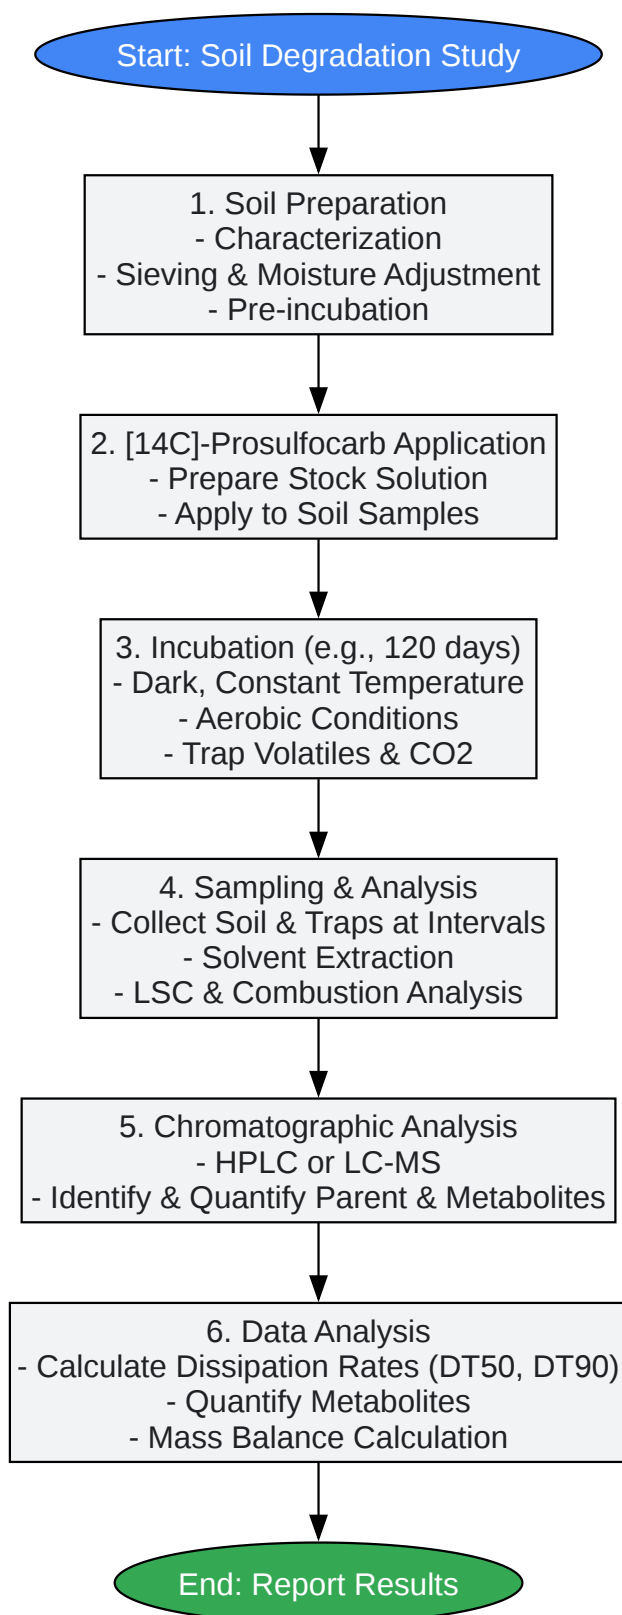 Start: Soil Degradation Study
1. Soil Preparation
- Characterization
- Sieving & Moisture Adjustment
- Pre-incubation
2. [14C]-Prosulfocarb Application
- Prepare Stock Solution
- Apply to Soil Samples
3. Incubation (e.g., 120 days)
- Dark, Constant Temperature
- Aerobic Conditions
- Trap Volatiles & CO2
4. Sampling & Analysis
- Collect Soil & Traps at Intervals
- Solvent Extraction
- LSC & Combustion Analysis
5. Chromatographic Analysis
- HPLC or LC-MS
- Identify & Quantify Parent & Metabolites
6. Data Analysis
- Calculate Dissipation Rates (DT50, DT90)
- Quantify Metabolites
- Mass Balance Calculation
End: Report Results